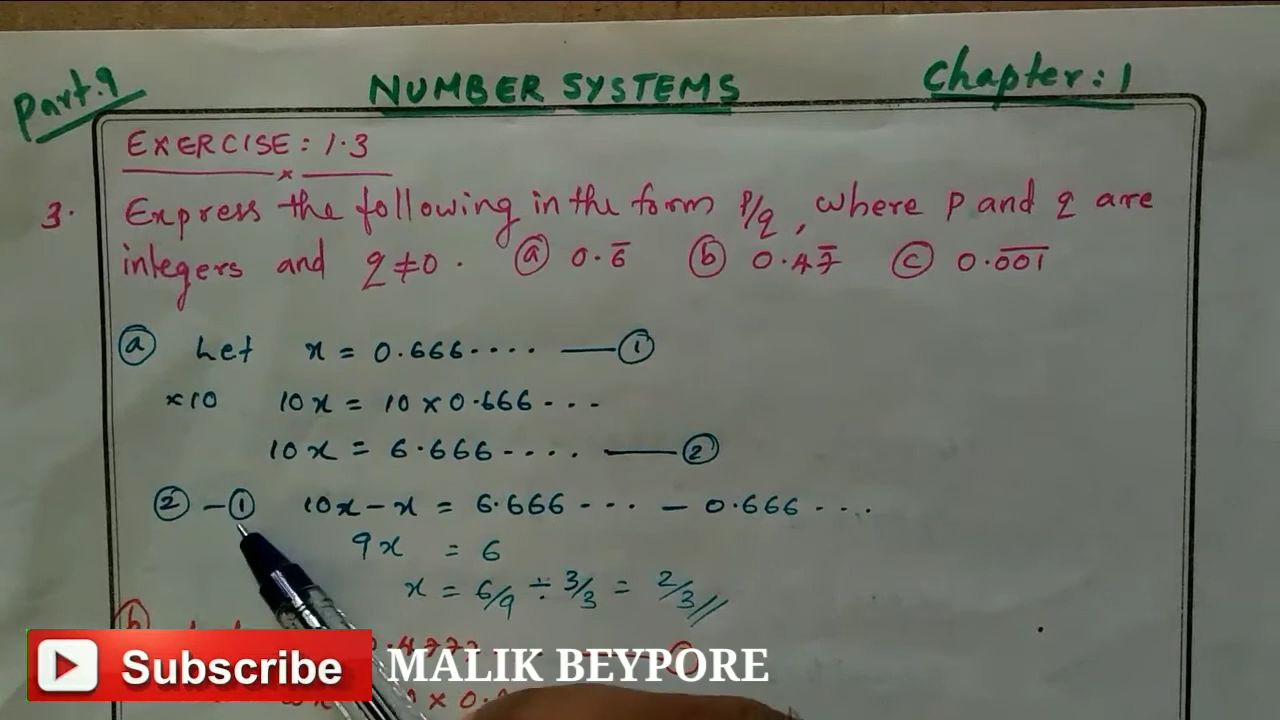 Part.9
NUMBER SYSTEMS
Chapter: 1
EXERCISE: 1.3
3. Express the following in the form P/q, where p and q are
integers and q ≠ 0. ⓐ 0.6̅ ⓑ 0.47̅ ⓒ 0.0̅0̅1̅
ⓐ Let x = 0.666.... —①
×10 10x = 10 × 0.666...
10x = 6.666.... —②
② – ① 10x – x = 6.666... – 0.666...
9x = 6
x = 6/9 ÷ 3/3 = 2/3 //
Subscribe
MALIK BEYPORE